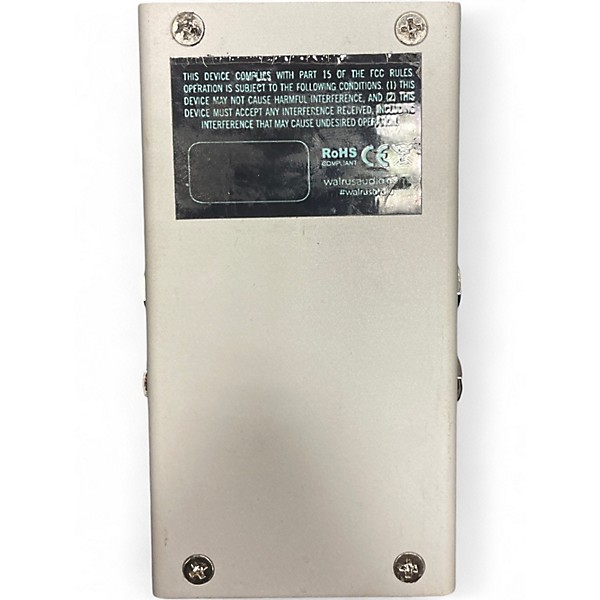 THIS DEVICE COMPLIES WITH PART 15 OF THE FCC RULES
OPERATION IS SUBJECT TO THE FOLLOWING CONDITIONS. (1) THIS
DEVICE MAY NOT CAUSE HARMFUL INTERFERENCE, AND (2) THIS
DEVICE MUST ACCEPT ANY INTERFERENCE RECEIVED, INCLUDING
INTERFERENCE THAT MAY CAUSE UNDESIRED OPERATION.
RoHS CE
COMPLIANT